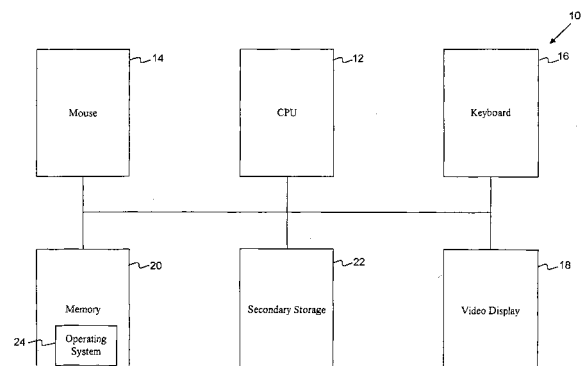 10
14
12
16
Mouse
CPU
Keyboard
20
22
18
Memory
Secondary Storage
Video Display
24
Operating
System